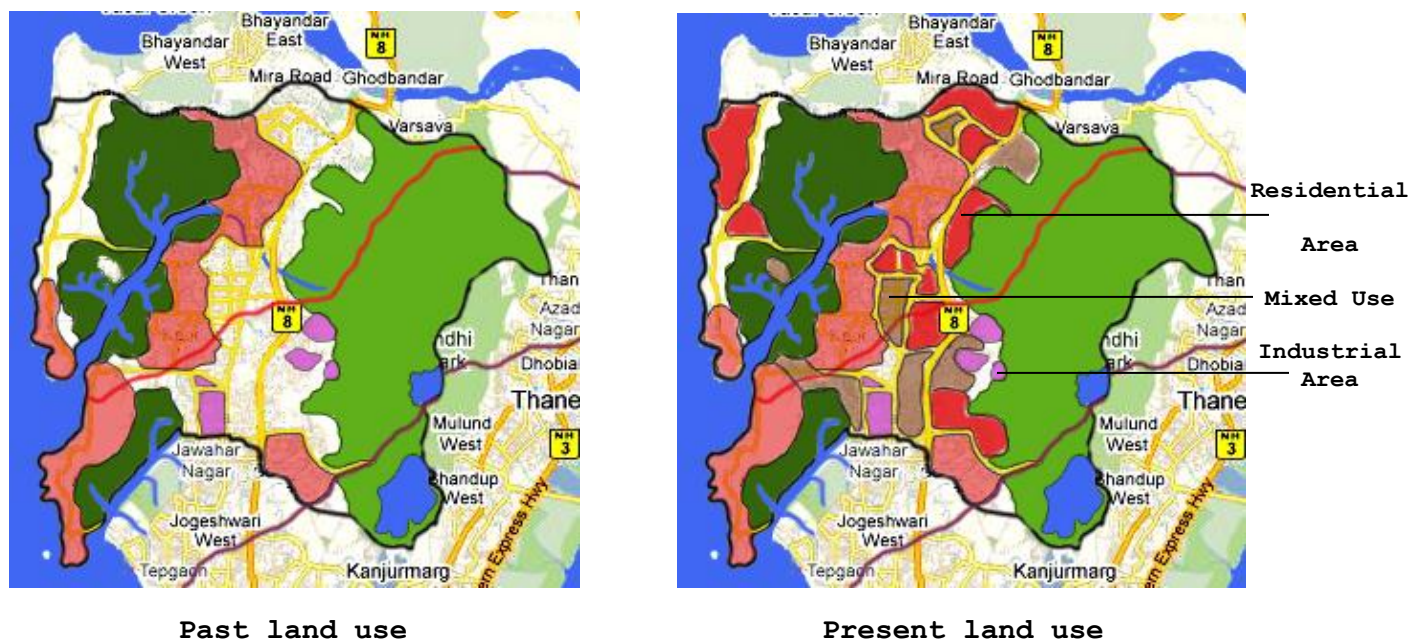 Bhayandar
West
Bhayandar
East
NH
8
Mira Road
Ghodbandar
Varsava
NH
8
Than
Azad
Nagar
ndhi
ark
Dhobia
Thane
Mulund
West
NH
3
Jawahar
Nagar
handup
West
Jogeshwari
West
Tepgaon
Kanjurmarg
ern Express Hwy
Past land use
Bhayandar
West
Bhayandar
East
NH
8
Mira Road
Ghodbandar
Varsava
NH
8
Than
Azad
Nagar
ndhi
ark
Dhobia
Thane
Mulund
West
NH
3
Jawahar
Nagar
handup
West
Jogeshwari
West
Tepgaon
Kanjurmarg
ern Express Hwy
Present land use
Residential
Area
Mixed Use
Industrial
Area